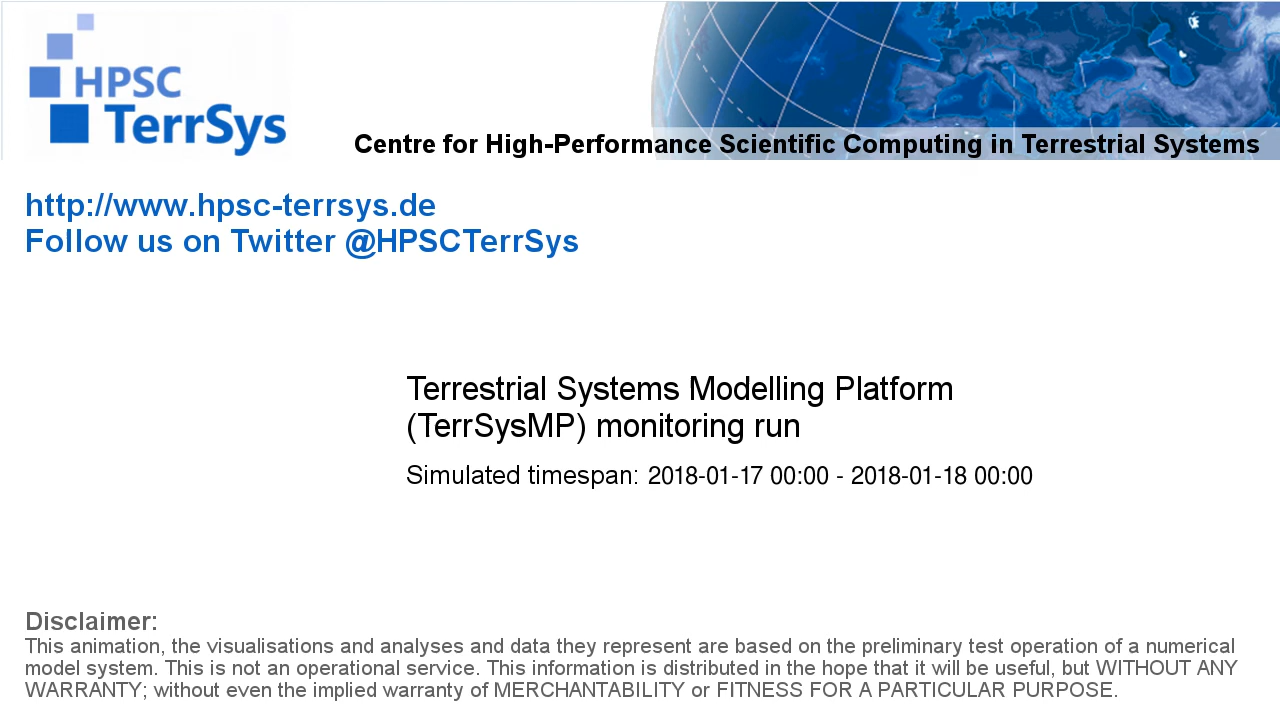 HPSC
TerrSys
Centre for High-Performance Scientific Computing in Terrestrial Systems
http://www.hpsc-terrsys.de
Follow us on Twitter @HPSCTerrSys
Terrestrial Systems Modelling Platform
(TerrSysMP) monitoring run
Simulated timespan: 2018-01-17 00:00 - 2018-01-18 00:00
Disclaimer:
This animation, the visualisations and analyses and data they represent are based on the preliminary test operation of a numerical
model system. This is not an operational service. This information is distributed in the hope that it will be useful, but WITHOUT ANY
WARRANTY; without even the implied warranty of MERCHANTABILITY or FITNESS FOR A PARTICULAR PURPOSE.